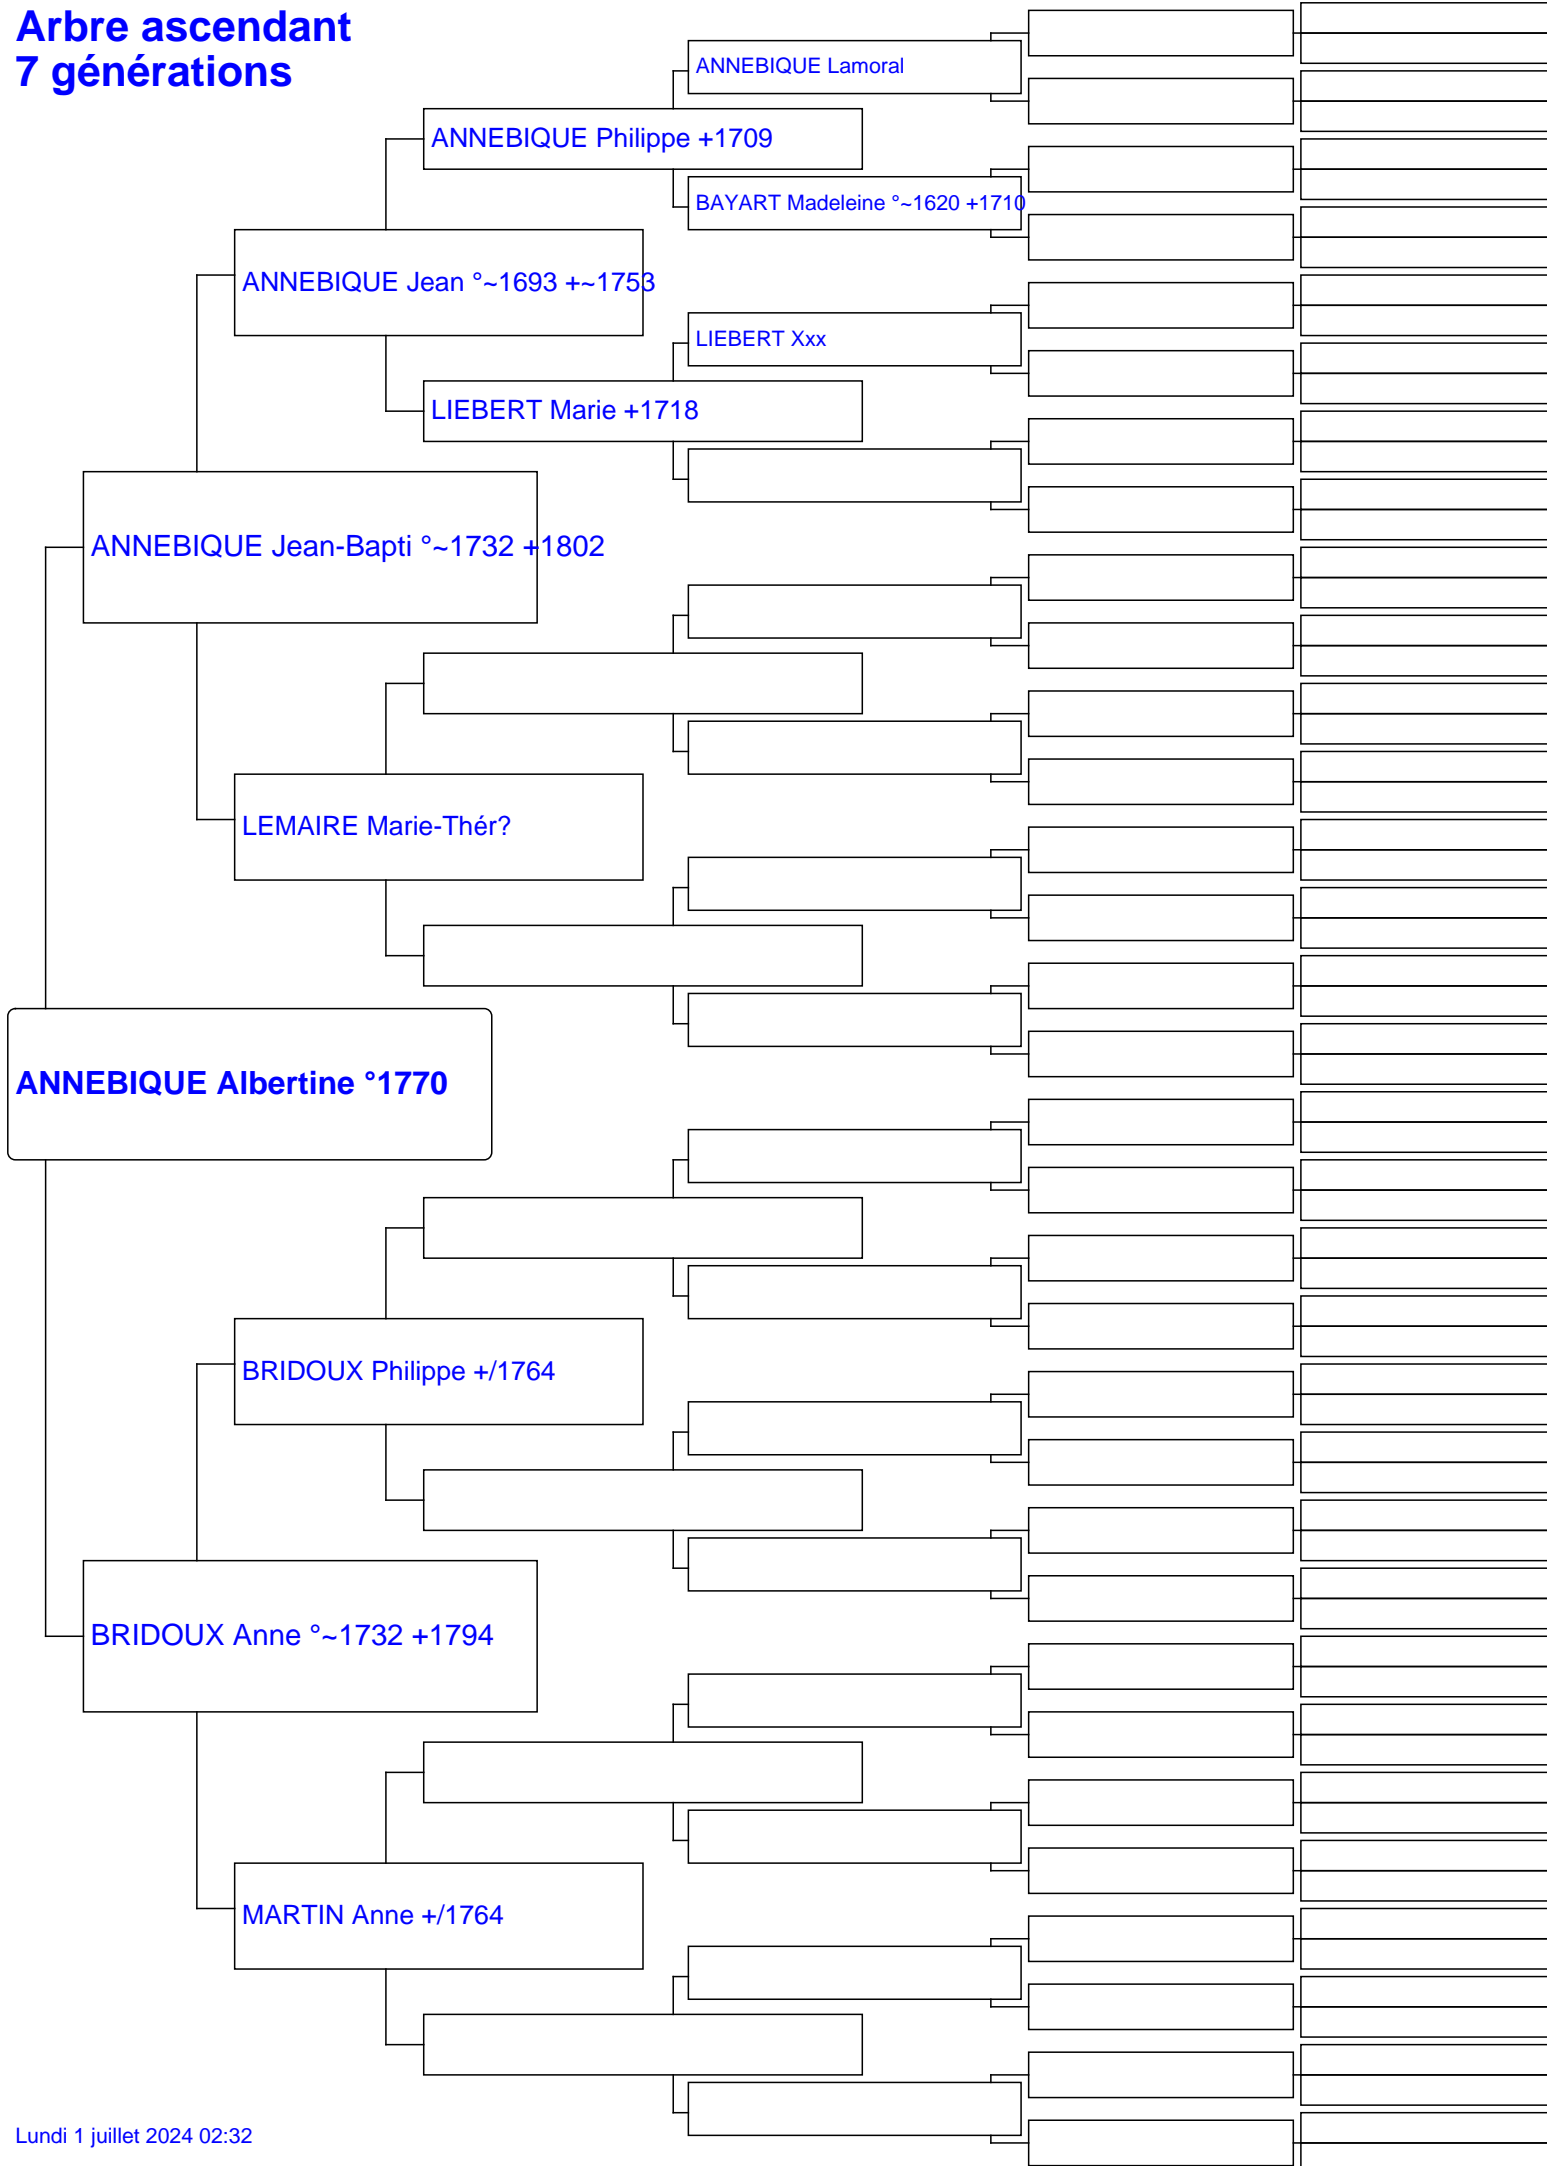 Arbre ascendant
7 générations
ANNEBIQUE Lamoral
ANNEBIQUE Philippe +1709
BAYART Madeleine °~1620 +1710
ANNEBIQUE Jean °~1693 +~1753
LIEBERT Xxx
LIEBERT Marie +1718
ANNEBIQUE Jean-Bapti °~1732 +1802
LEMAIRE Marie-Thér?
ANNEBIQUE Albertine °1770
BRIDOUX Philippe +/1764
BRIDOUX Anne °~1732 +1794
MARTIN Anne +/1764
Lundi 1 juillet 2024 02:32